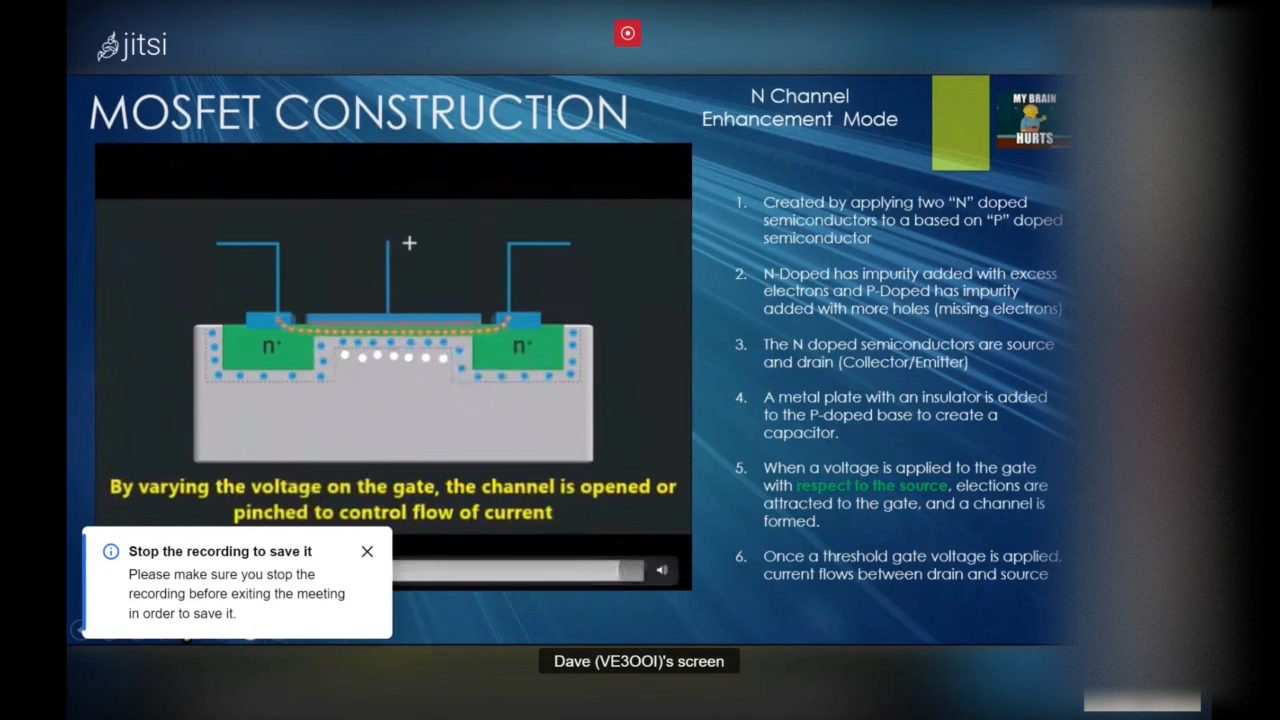 jitsi
MOSFET CONSTRUCTION
N Channel
Enhancement Mode
MY BRAIN
HURTS
+
n+
n+
By varying the voltage on the gate, the channel is opened or
pinched to control flow of current
1. Created by applying two “N” doped
semiconductors to a based on “P” doped
semiconductor
2. N-Doped has impurity added with excess
electrons and P-Doped has impurity
added with more holes (missing electrons)
3. The N doped semiconductors are source
and drain (Collector/Emitter)
4. A metal plate with an insulator is added
to the P-doped base to create a
capacitor.
5. When a voltage is applied to the gate
with respect to the source, elections are
attracted to the gate, and a channel is
formed.
6. Once a threshold gate voltage is applied,
current flows between drain and source
Stop the recording to save it
Please make sure you stop the
recording before exiting the meeting
in order to save it.
Dave (VE3OOI)'s screen